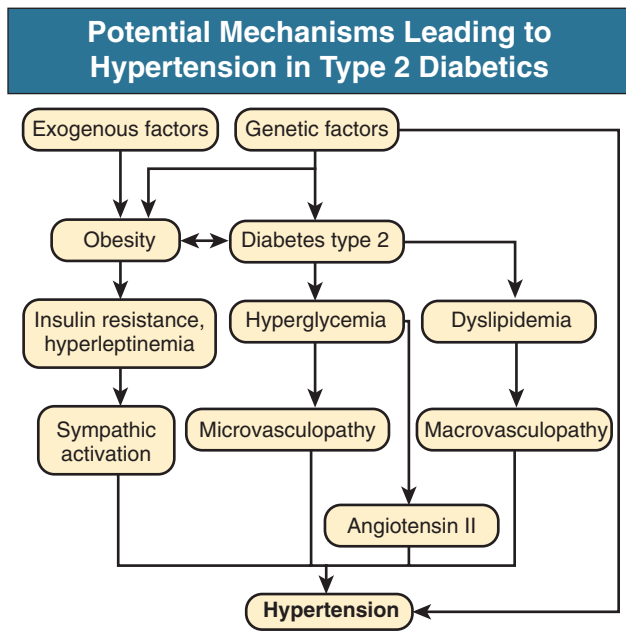 Potential Mechanisms Leading to
Hypertension in Type 2 Diabetics
Exogenous factors
Genetic factors
Obesity
Diabetes type 2
Insulin resistance,
hyperleptinemia
Hyperglycemia
Dyslipidemia
Sympathic
activation
Microvasculopathy
Macrovasculopathy
Angiotensin II
Hypertension